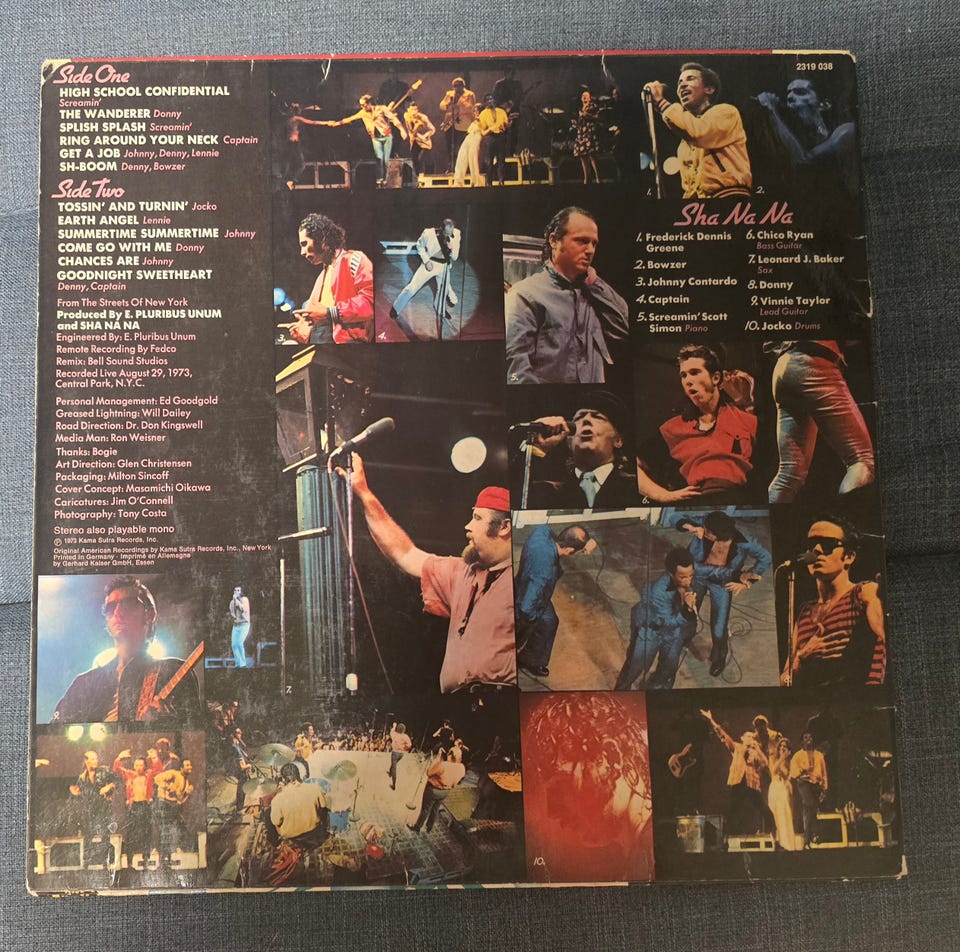 Side One
HIGH SCHOOL CONFIDENTIAL
Screamin'
THE WANDERER Donny
SPLISH SPLASH Screamin'
RING AROUND YOUR NECK Captain
GET A JOB Johnny, Denny, Lennie
SH-BOOM Denny, Bowzer
Side Two
TOSSIN' AND TURNIN' Jocko
EARTH ANGEL Lennie
SUMMERTIME SUMMERTIME Johnny
COME GO WITH ME Donny
CHANCES ARE Johnny
GOODNIGHT SWEETHEART
Denny, Captain
From The Streets Of New York
Produced By E. PLURIBUS UNUM
and SHA NA NA
Engineered By: E. Pluribus Unum
Remote Recording By Fedco
Remix: Bell Sound Studios
Recorded Live August 29, 1973,
Central Park, N.Y.C.
Personal Management: Ed Goodgold
Greased Lightning: Will Dailey
Road Direction: Dr. Don Kingswell
Media Man: Ron Weisner
Thanks: Bogie
Art Direction: Glen Christensen
Packaging: Milton Sincoff
Cover Concept: Masamichi Oikawa
Caricatures: Jim O'Connell
Photography: Tony Costa
Stereo also playable mono
℗ 1973 Kama Sutra Records, Inc.
Original American Recordings by Kama Sutra Records, Inc., New York
Printed in Germany · Imprimé en Allemagne
by Gerhard Kaiser GmbH, Essen
2319 038
1.
2.
Sha Na Na
1. Frederick Dennis
Greene
2. Bowzer
3. Johnny Contardo
4. Captain
5. Screamin' Scott
Simon Piano
6. Chico Ryan
Bass Guitar
7. Leonard J. Baker
Sax
8. Donny
9. Vinnie Taylor
Lead Guitar
10. Jocko Drums
3.
4.
5.
6.
7.
10.